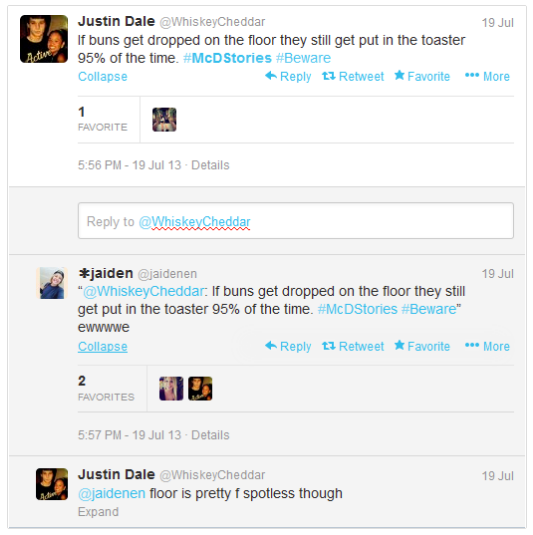 Justin Dale @WhiskeyCheddar 19 Jul
If buns get dropped on the floor they still get put in the toaster
95% of the time. #McDStories #Beware
Collapse Reply Retweet Favorite More
1
FAVORITE
5:56 PM - 19 Jul 13 · Details
Reply to @WhiskeyCheddar
✱jaiden @jaidenen 19 Jul
"@WhiskeyCheddar: If buns get dropped on the floor they still
get put in the toaster 95% of the time. #McDStories #Beware"
ewwwwe
Collapse Reply Retweet Favorite More
2
FAVORITES
5:57 PM - 19 Jul 13 · Details
Justin Dale @WhiskeyCheddar 19 Jul
@jaidenen floor is pretty f spotless though
Expand